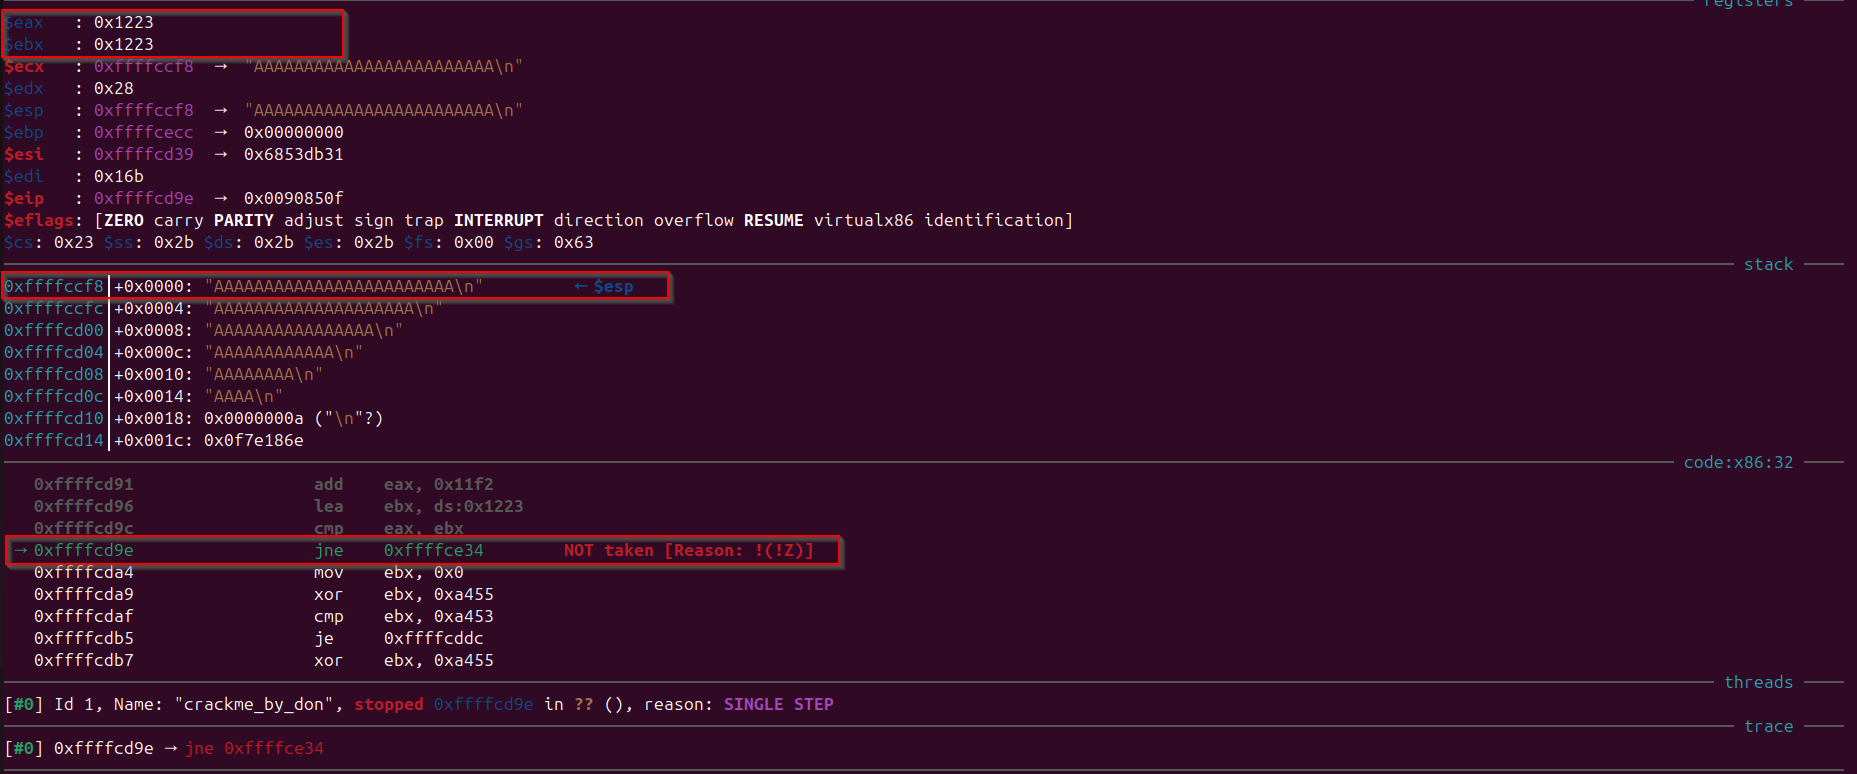 registers
$eax : 0x1223
$ebx : 0x1223
$ecx : 0xffffccf8 → "AAAAAAAAAAAAAAAAAAAAAAAA\n"
$edx : 0x28
$esp : 0xffffccf8 → "AAAAAAAAAAAAAAAAAAAAAAAA\n"
$ebp : 0xffffcecc → 0x00000000
$esi : 0xffffcd39 → 0x6853db31
$edi : 0x16b
$eip : 0xffffcd9e → 0x0090850f
$eflags: [ZERO carry PARITY adjust sign trap INTERRUPT direction overflow RESUME virtualx86 identification]
$cs: 0x23 $ss: 0x2b $ds: 0x2b $es: 0x2b $fs: 0x00 $gs: 0x63
stack
0xffffccf8|+0x0000: "AAAAAAAAAAAAAAAAAAAAAAAA\n" ← $esp
0xffffccfc|+0x0004: "AAAAAAAAAAAAAAAAAAAA\n"
0xffffcd00|+0x0008: "AAAAAAAAAAAAAAAA\n"
0xffffcd04|+0x000c: "AAAAAAAAAAAA\n"
0xffffcd08|+0x0010: "AAAAAAAA\n"
0xffffcd0c|+0x0014: "AAAA\n"
0xffffcd10|+0x0018: 0x0000000a ("\n"?)
0xffffcd14|+0x001c: 0x0f7e186e
code:x86:32
0xffffcd91 add eax, 0x11f2
0xffffcd96 lea ebx, ds:0x1223
0xffffcd9c cmp eax, ebx
→ 0xffffcd9e jne 0xffffce34 NOT taken [Reason: !(!Z)]
0xffffcda4 mov ebx, 0x0
0xffffcda9 xor ebx, 0xa455
0xffffcdaf cmp ebx, 0xa453
0xffffcdb5 je 0xffffcddc
0xffffcdb7 xor ebx, 0xa455
threads
[#0] Id 1, Name: "crackme_by_don", stopped 0xffffcd9e in ?? (), reason: SINGLE STEP
trace
[#0] 0xffffcd9e → jne 0xffffce34